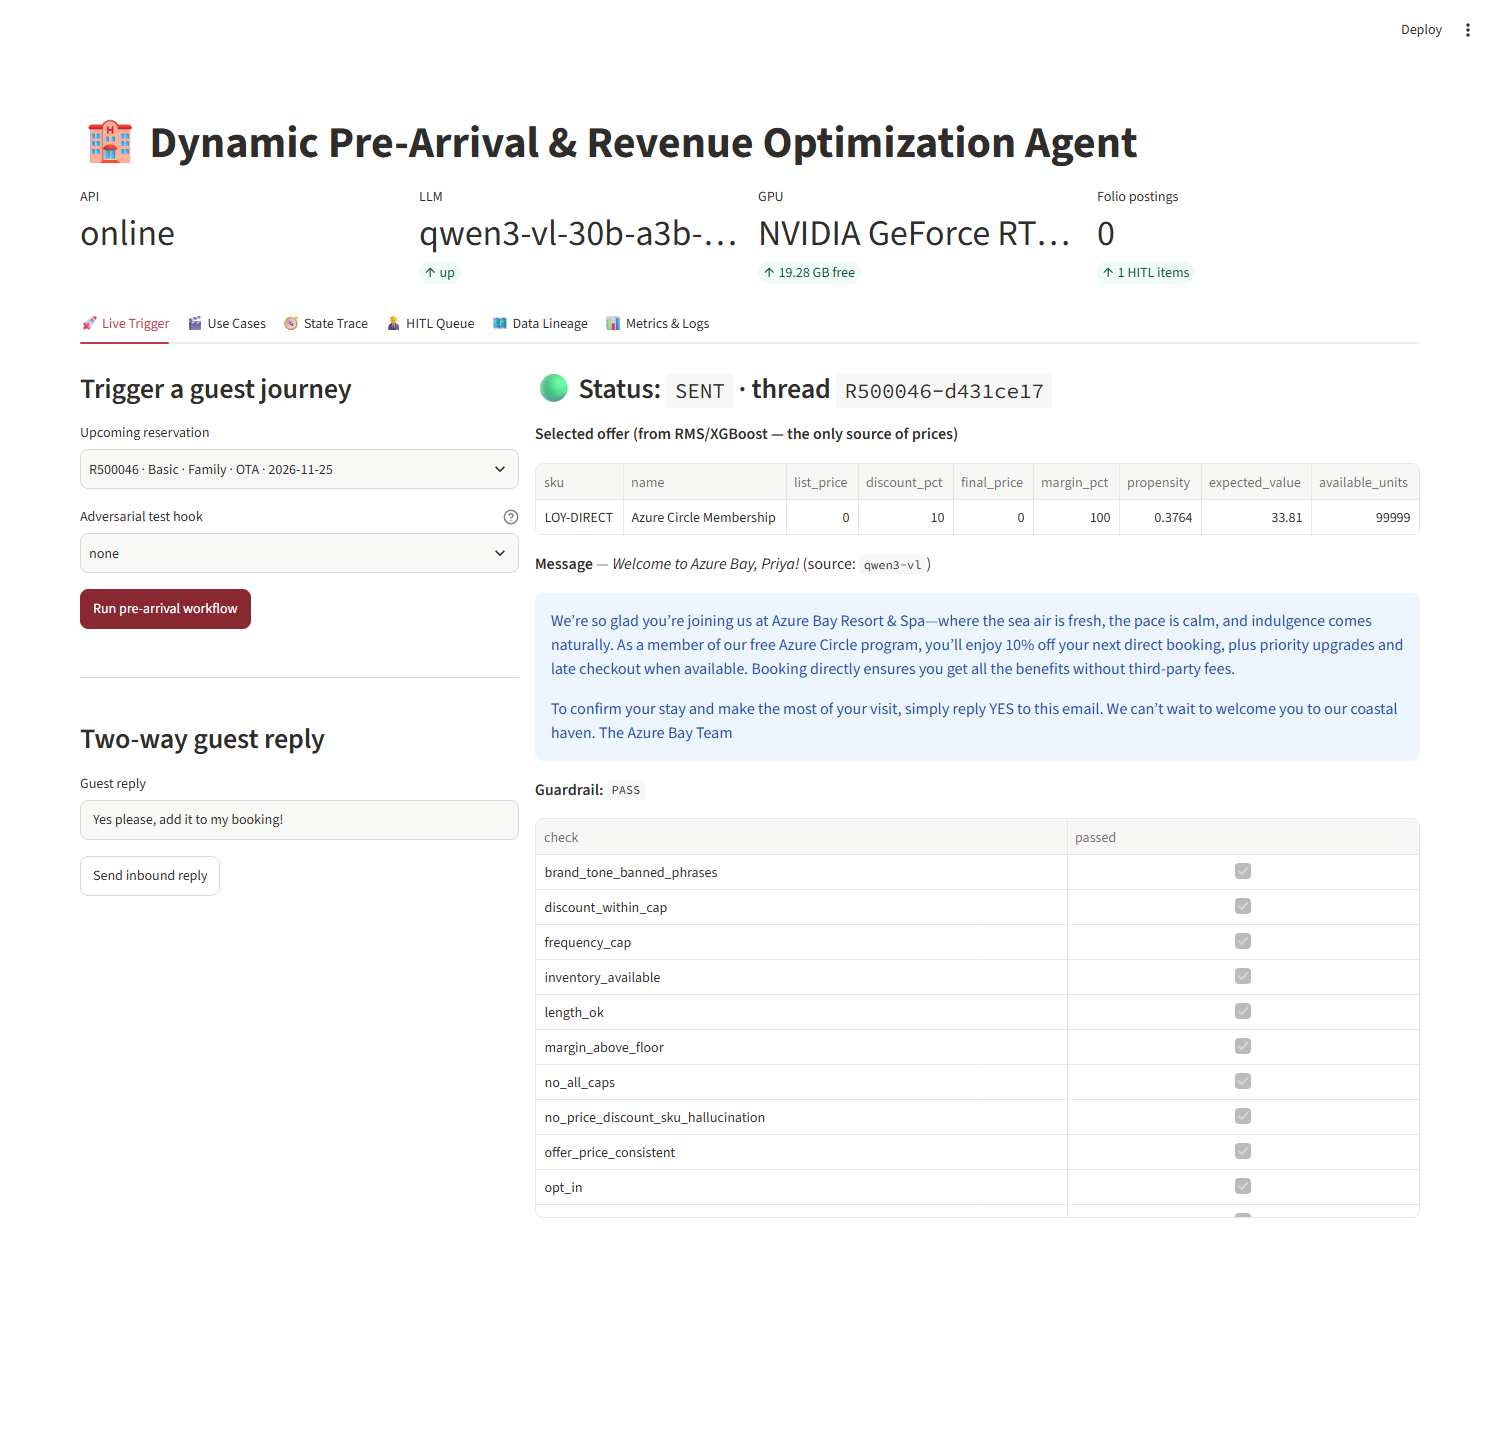 Deploy
Dynamic Pre-Arrival & Revenue Optimization Agent
API
LLM
GPU
Folio postings
online
qwen3-vl-30b-a3b-…
NVIDIA GeForce RT…
0
↑ up
↑ 19.28 GB free
↑ 1 HITL items
Live Trigger
Use Cases
State Trace
HITL Queue
Data Lineage
Metrics & Logs
Trigger a guest journey
Upcoming reservation
R500046 · Basic · Family · OTA · 2026-11-25
Adversarial test hook
none
Run pre-arrival workflow
Two-way guest reply
Guest reply
Yes please, add it to my booking!
Send inbound reply
Status: SENT · thread R500046-d431ce17
Selected offer (from RMS/XGBoost — the only source of prices)
sku name list_price discount_pct final_price margin_pct propensity expected_value available_units
LOY-DIRECT Azure Circle Membership 0 10 0 100 0.3764 33.81 99999
Message — Welcome to Azure Bay, Priya! (source: qwen3-vl )
We’re so glad you’re joining us at Azure Bay Resort & Spa—where the sea air is fresh, the pace is calm, and indulgence comes
naturally. As a member of our free Azure Circle program, you’ll enjoy 10% off your next direct booking, plus priority upgrades and
late checkout when available. Booking directly ensures you get all the benefits without third-party fees.
To confirm your stay and make the most of your visit, simply reply YES to this email. We can’t wait to welcome you to our coastal
haven. The Azure Bay Team
Guardrail: PASS
check passed
brand_tone_banned_phrases
discount_within_cap
frequency_cap
inventory_available
length_ok
margin_above_floor
no_all_caps
no_price_discount_sku_hallucination
offer_price_consistent
opt_in